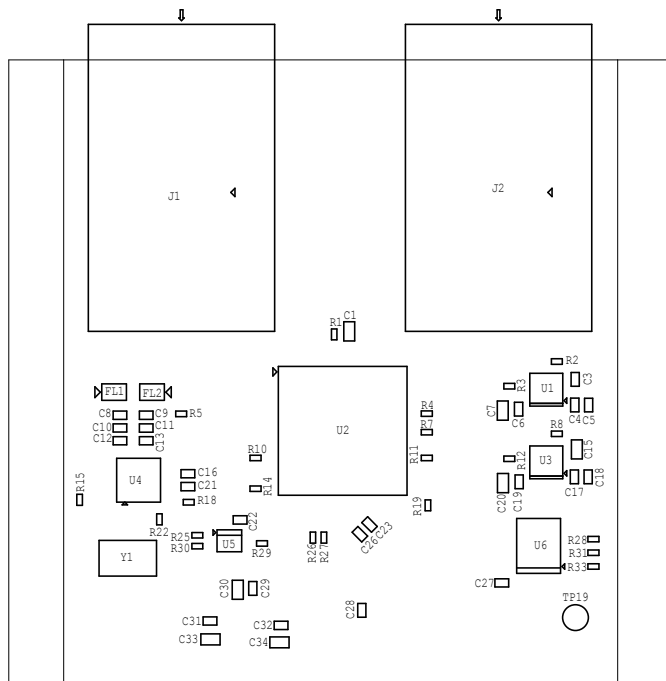 J1
J2
R1
C1
R2
FL1
FL2
R3
U1
C3
C8
C9
R5
R4
C7
C6
C4
C5
C10
C11
U2
R7
R8
C12
C13
R10
R11
R12
U3
C15
U4
C16
C21
R14
C20
C19
C17
C18
R15
R18
R19
R22
C22
R25
R30
U5
R29
R26
R27
C26
C23
U6
R28
R31
R33
Y1
C30
C29
C27
C28
TP19
C31
C32
C33
C34